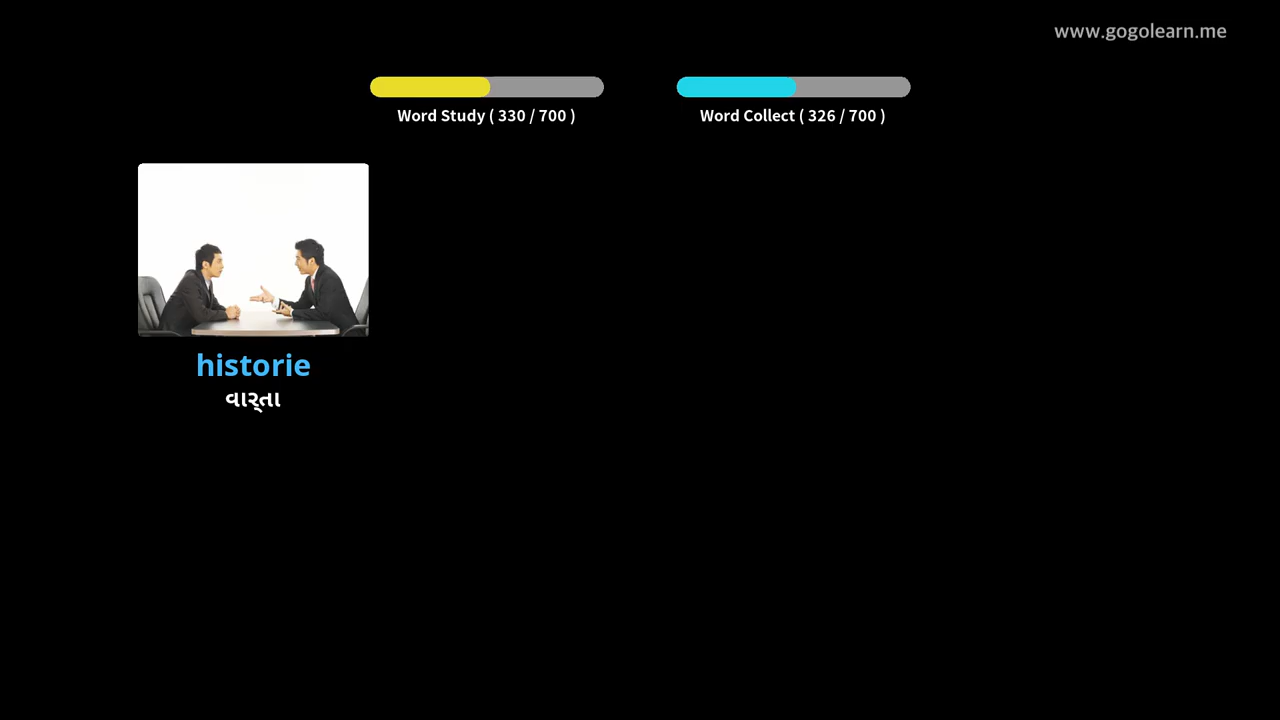 www.gogolearn.me
Word Study ( 330 / 700 )
Word Collect ( 326 / 700 )
historie
વાર્તા